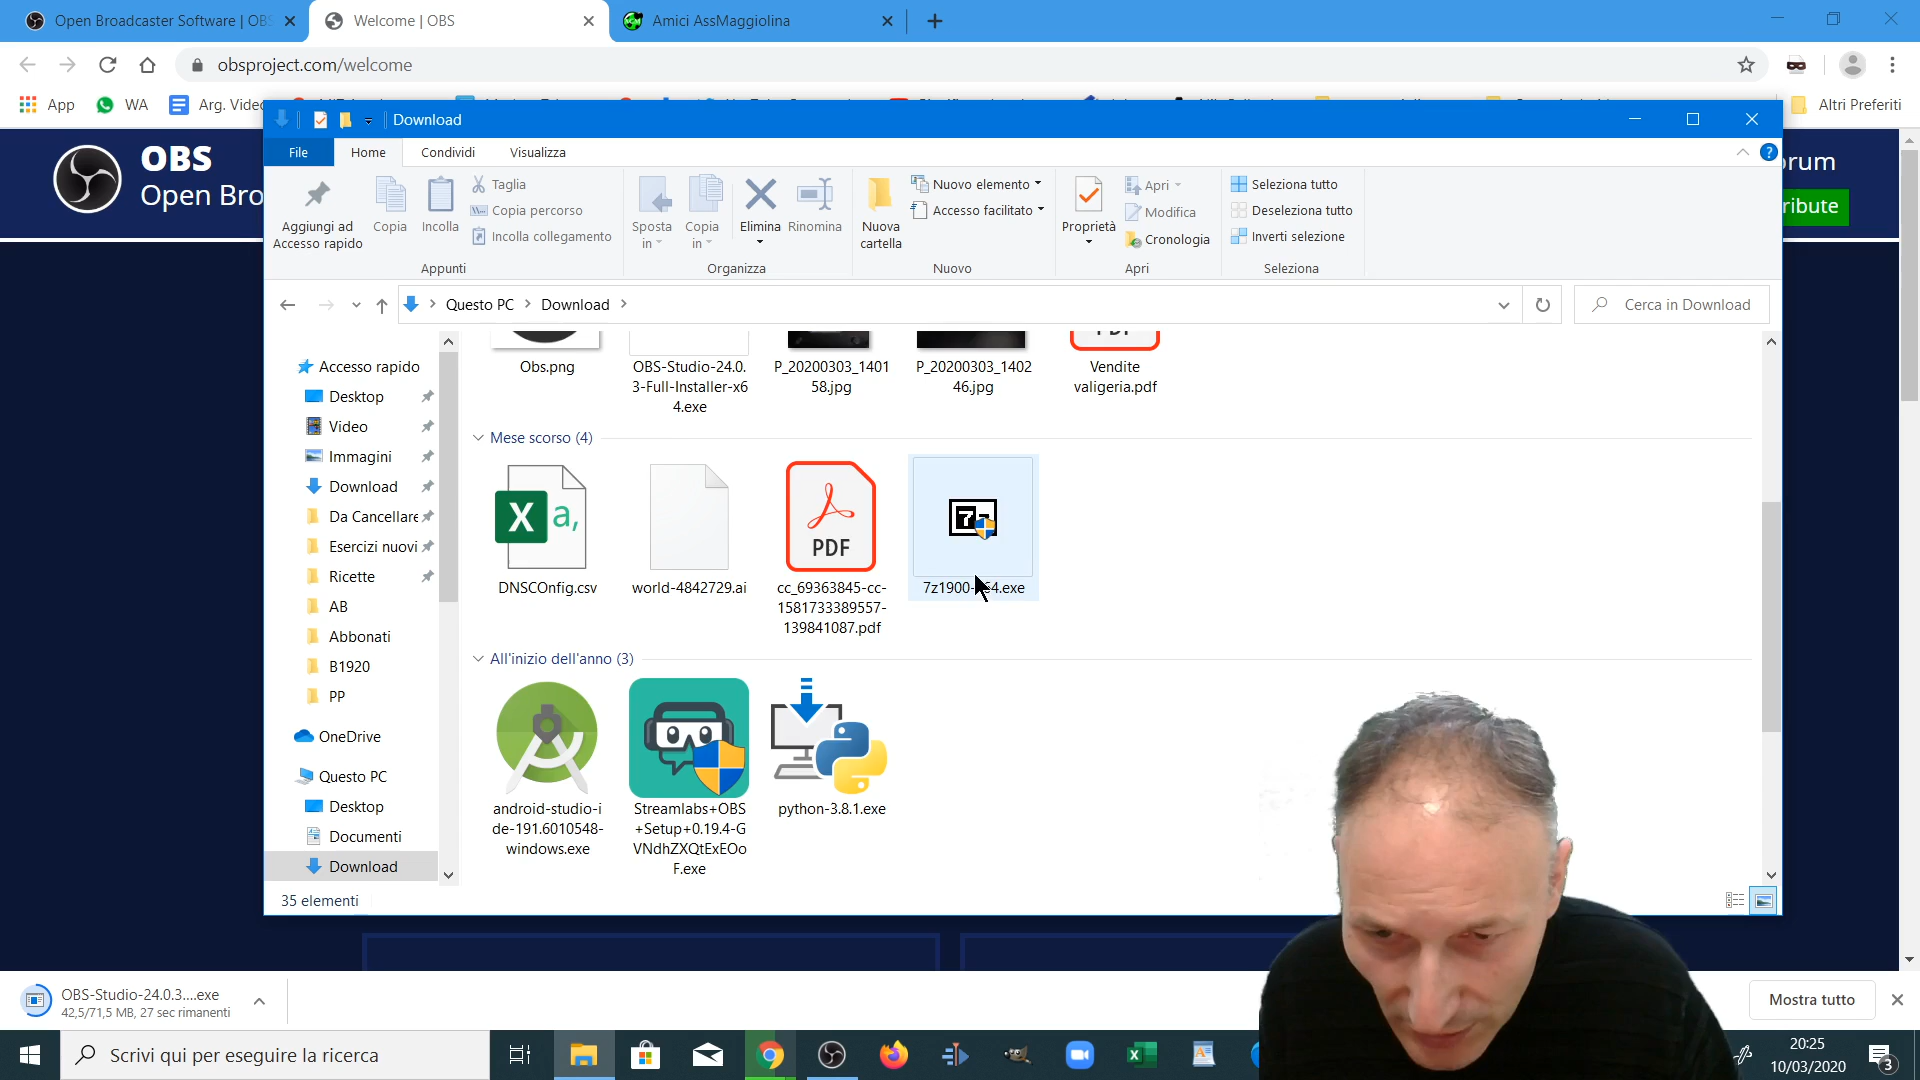 Open Broadcaster Software | OBS
Welcome | OBS
Amici AssMaggiolina
obsproject.com/welcome
App
WA
Arg. Video
Altri Preferiti
Download
File
Home
Condividi
Visualizza
OBS
Open Bro
orum
ribute
Aggiungi ad
Accesso rapido
Copia
Incolla
Taglia
Copia percorso
Incolla collegamento
Appunti
Sposta
in
Copia
in
Elimina
Rinomina
Organizza
Nuova
cartella
Nuovo elemento
Accesso facilitato
Nuovo
Proprietà
Apri
Modifica
Cronologia
Apri
Seleziona tutto
Deseleziona tutto
Inverti selezione
Seleziona
Questo PC
Download
Cerca in Download
Accesso rapido
Desktop
Video
Immagini
Download
Da Cancellare
Esercizi nuovi
Ricette
AB
Abbonati
B1920
PP
OneDrive
Questo PC
Desktop
Documenti
Download
Obs.png
OBS-Studio-24.0.
3-Full-Installer-x6
4.exe
P_20200303_1401
58.jpg
P_20200303_1402
46.jpg
Vendite
valigeria.pdf
Mese scorso (4)
DNSCOnfig.csv
world-4842729.ai
PDF
cc_69363845-cc-
1581733389557-
139841087.pdf
7z1900-
64.exe
All'inizio dell'anno (3)
android-studio-i
de-191.6010548-
windows.exe
Streamlabs+OBS
+Setup+0.19.4-G
VNdhZXQtExEOo
F.exe
python-3.8.1.exe
35 elementi
OBS-Studio-24.0.3....exe
42,5/71,5 MB, 27 sec rimanenti
Mostra tutto
Scrivi qui per eseguire la ricerca
20:25
10/03/2020
3